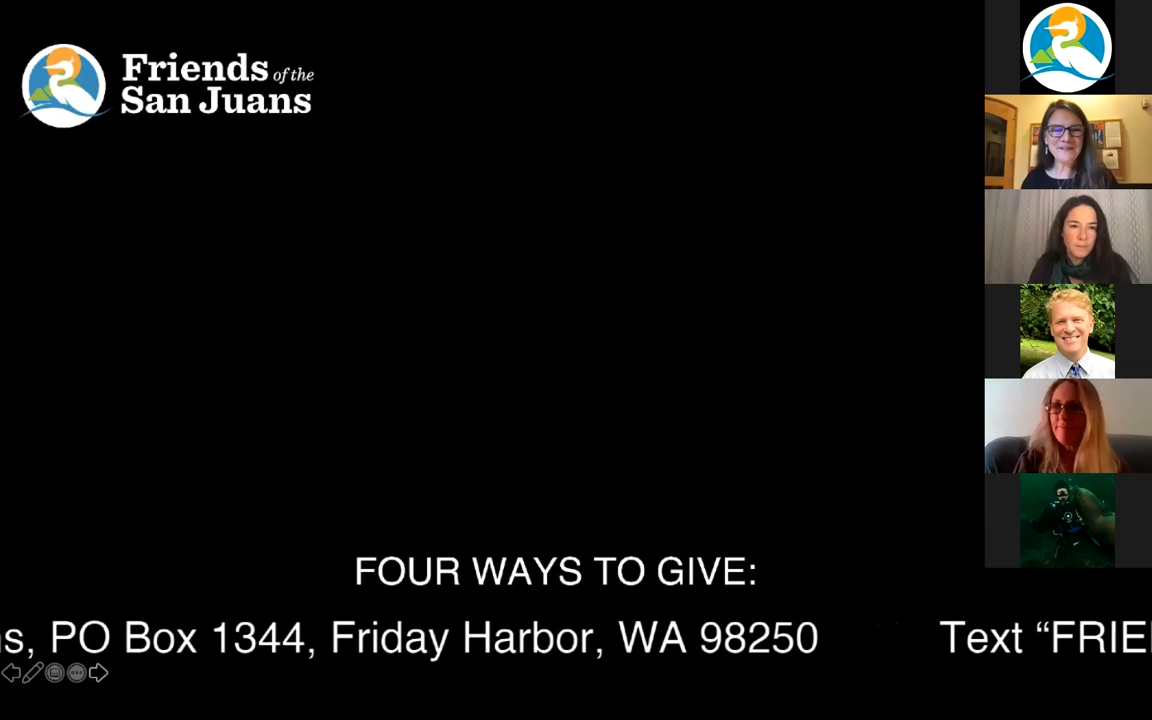 Friends of the
San Juans
FOUR WAYS TO GIVE:
s, PO Box 1344, Friday Harbor, WA 98250 Text “FRIE